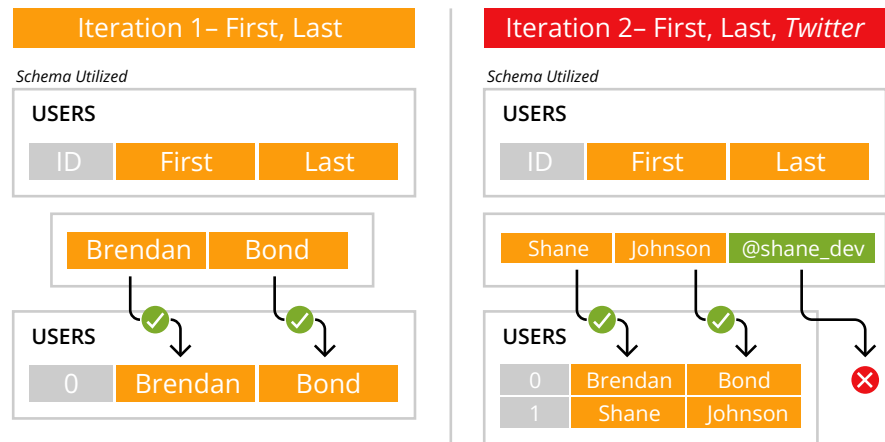 Iteration 1– First, Last
Schema Utilized
USERS
ID First Last
Brendan Bond
USERS
0 Brendan Bond
Iteration 2– First, Last, Twitter
Schema Utilized
USERS
ID First Last
Shane Johnson @shane_dev
USERS
0 Brendan Bond
1 Shane Johnson